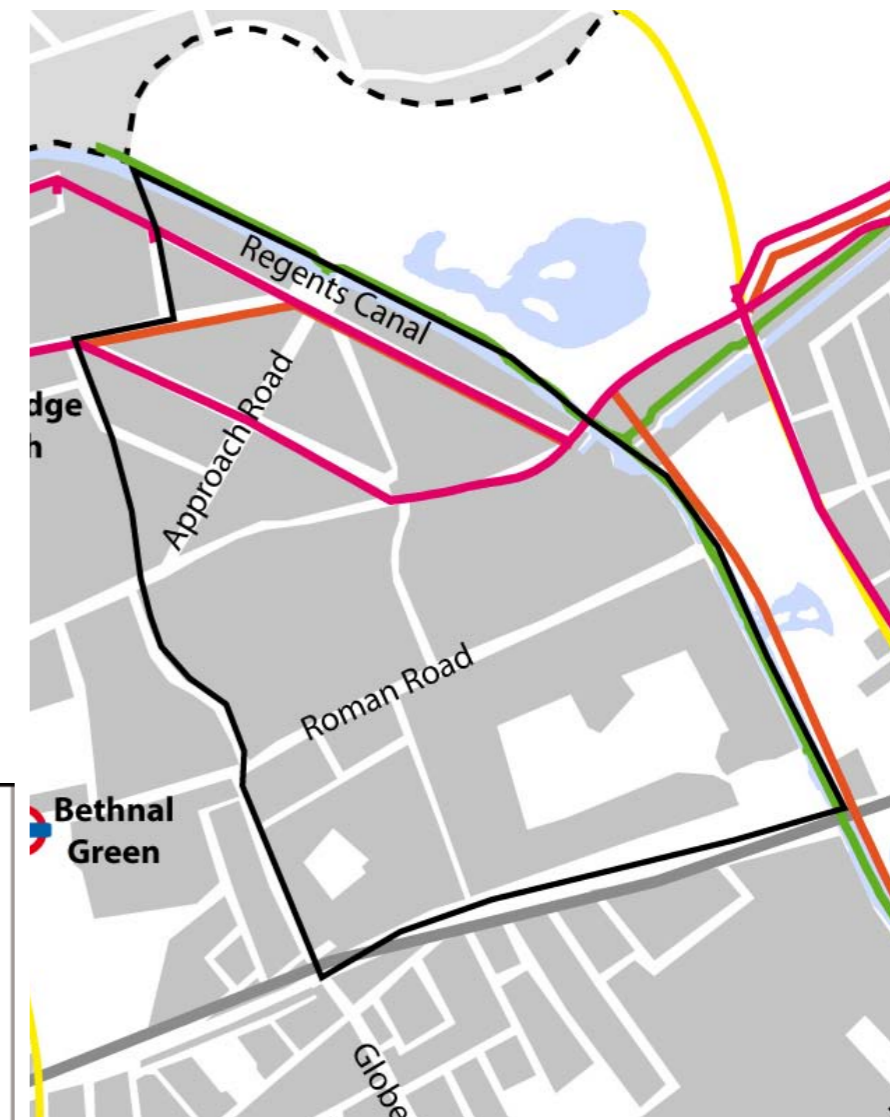 Regents Canal
Approach Road
dge
h
Roman Road
Bethnal
Green
Globe